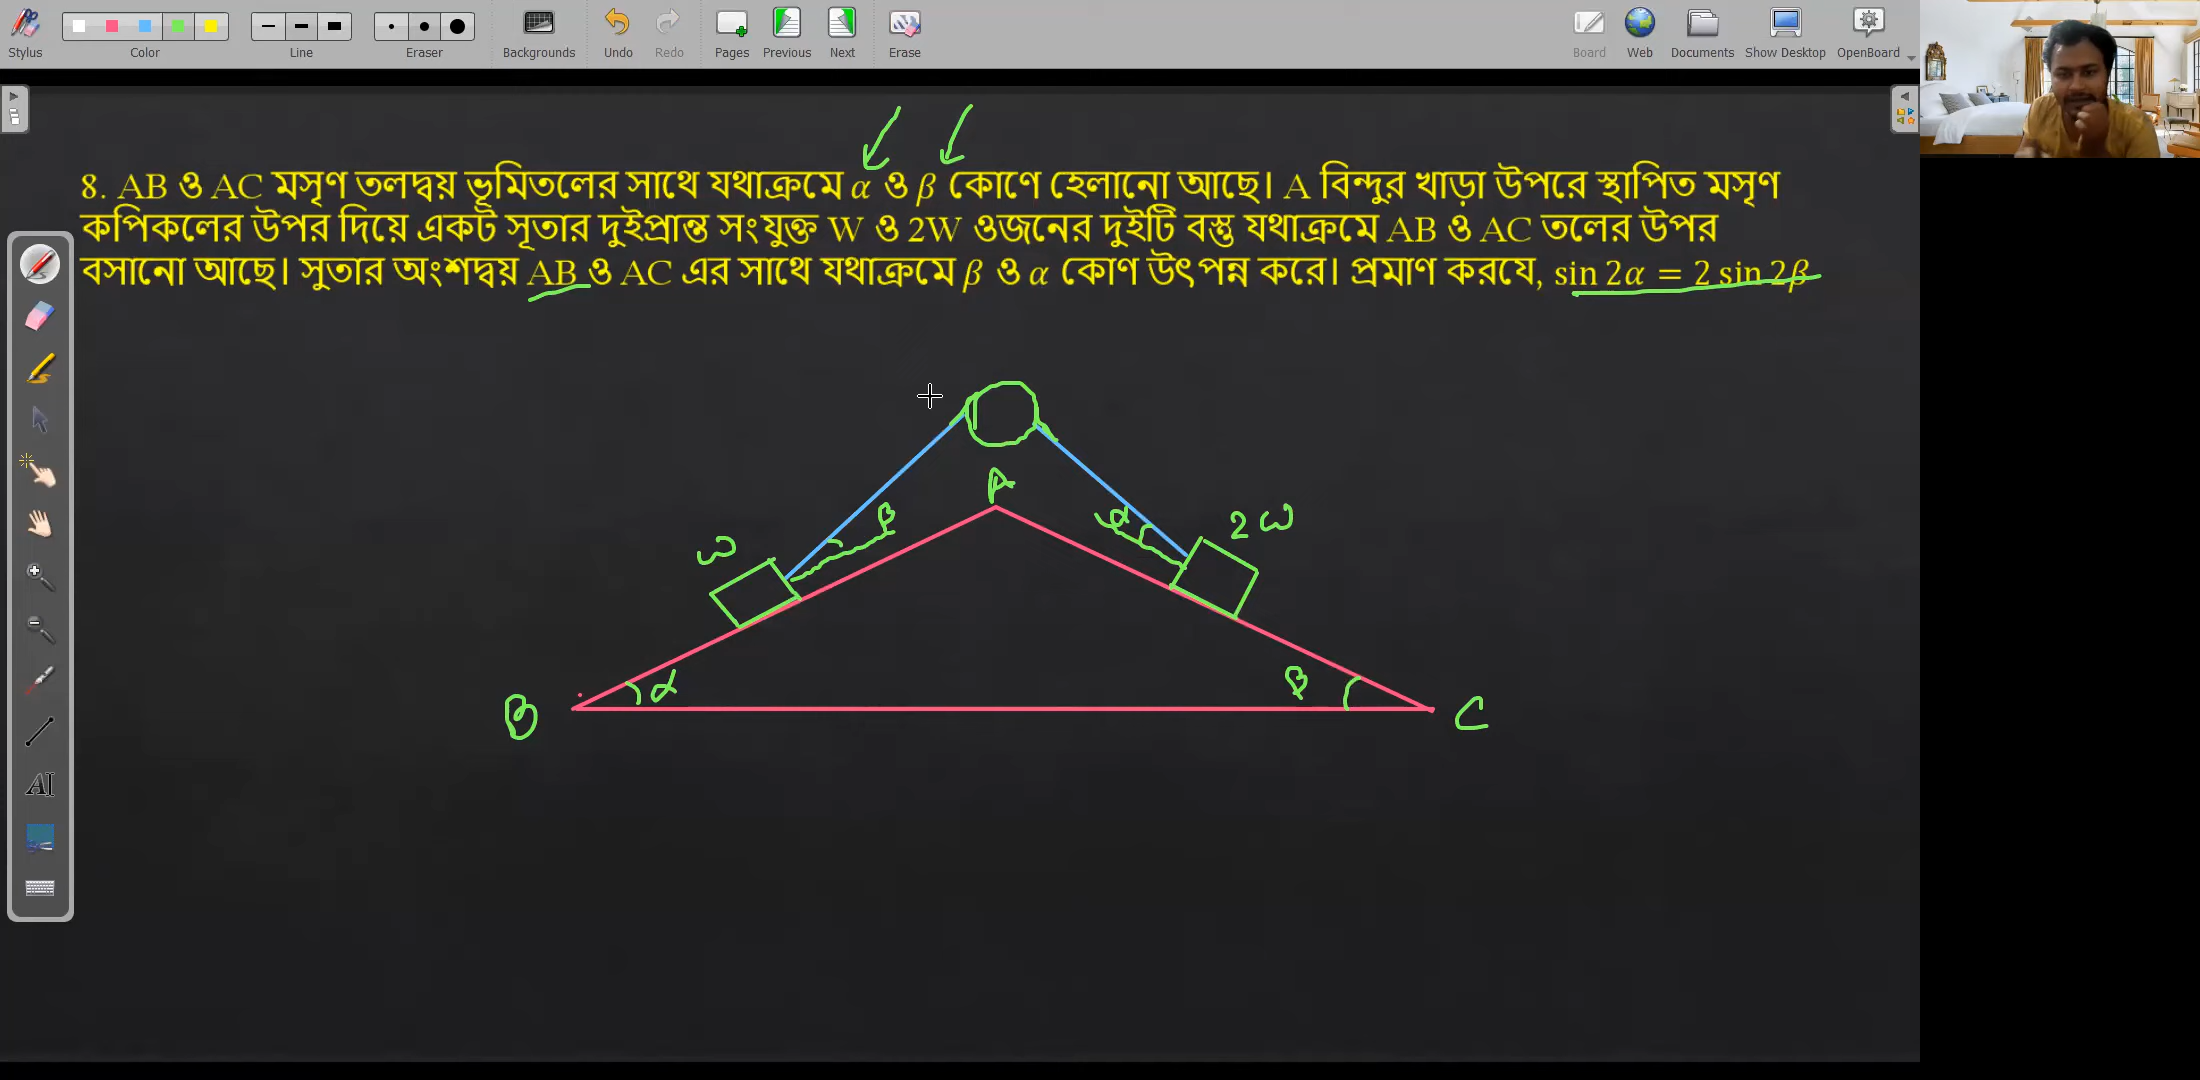 Stylus
Color
Line
Eraser
Backgrounds
Undo
Redo
Pages
Previous
Next
Erase
Board
Web
Documents
Show Desktop
OpenBoard
8. AB ও AC মসৃণ তলদ্বয় ভূমিতলের সাথে যথাক্রমে α ও β কোণে হেলানো আছে। A বিন্দুর খাড়া উপরে স্থাপিত মসৃণ
কপিকলের উপর দিয়ে একটি সূতার দুইপ্রান্ত সংযুক্ত W ও 2W ওজনের দুইটি বস্তু যথাক্রমে AB ও AC তলের উপর
বসানো আছে। সুতার অংশদ্বয় AB ও AC এর সাথে যথাক্রমে β ও α কোণ উৎপন্ন করে। প্রমাণ করযে, sin 2α = 2 sin 2β
A
β
α
2W
W
α
β
B
C
AI